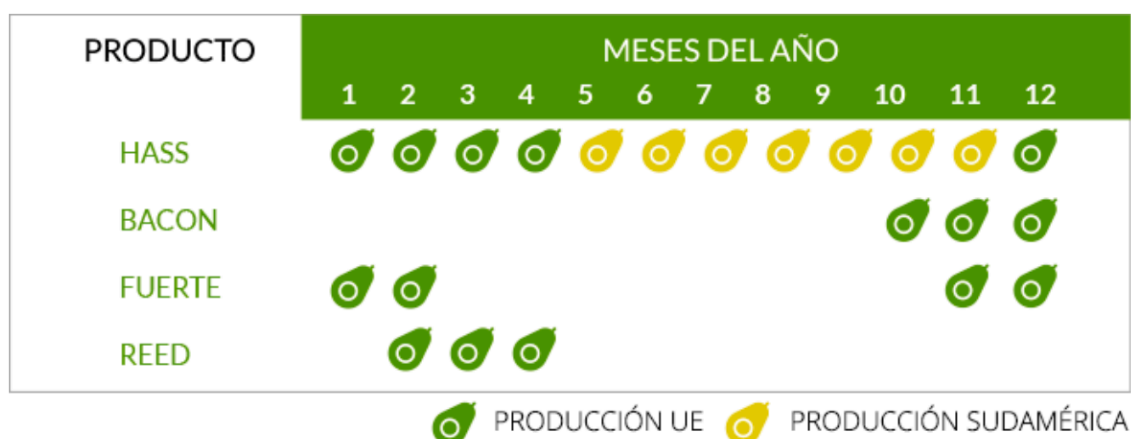 PRODUCTO
MESES DEL AÑO
1 2 3 4 5 6 7 8 9 10 11 12
HASS
BACON
FUERTE
REED
PRODUCCIÓN UE PRODUCCIÓN SUDAMÉRICA